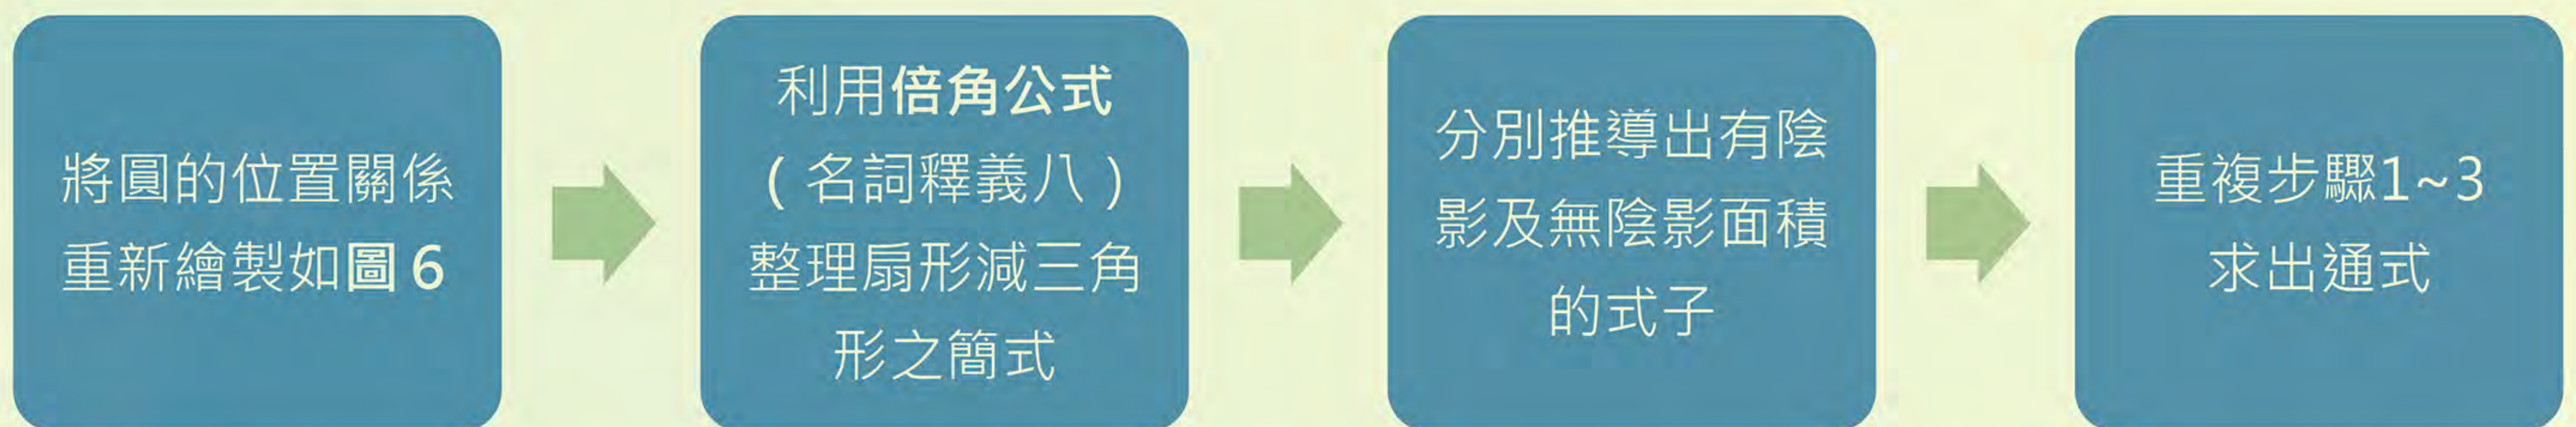 將圓的位置關係
重新繪製如圖6
利用倍角公式
(名詞釋義八)
整理扇形減三角
形之簡式
分別推導出有陰
影及無陰影面積
的式子
重複步驟1~3
求出通式